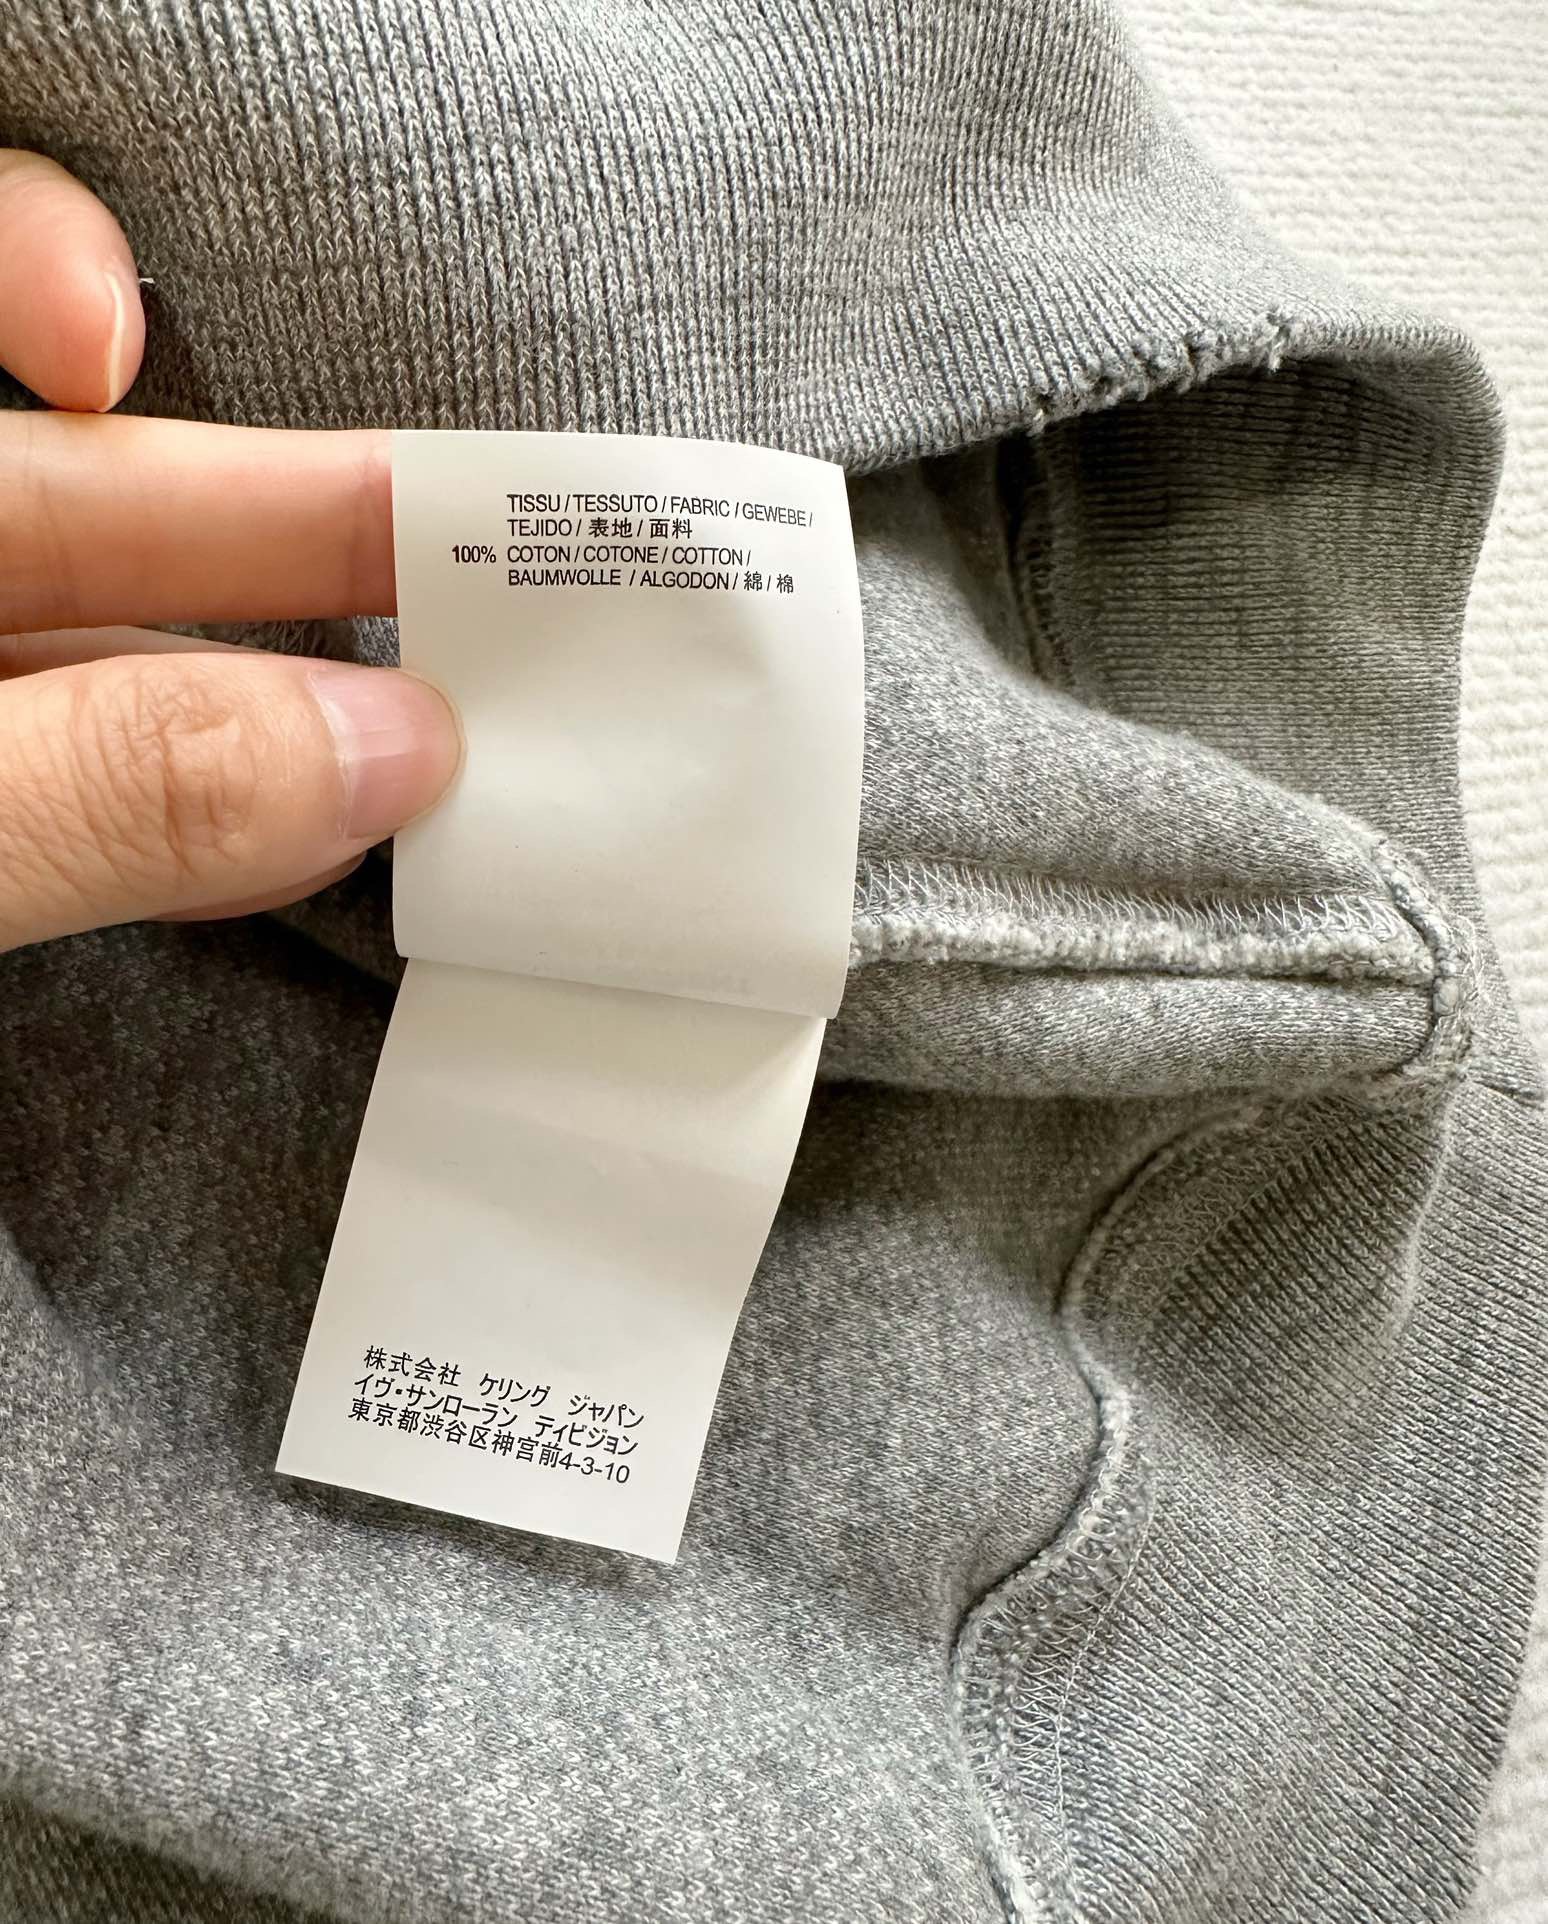 TISSU / TESSUTO / FABRIC / GEWEBE /
TEJIDO / 表地 / 面料
100% COTON / COTONE / COTTON /
BAUMWOLLE / ALGODON / 綿 / 棉
株式会社 ケリング ジャパン
イヴ・サンローラン ティビジョン
東京都渋谷区神宮前4-3-10